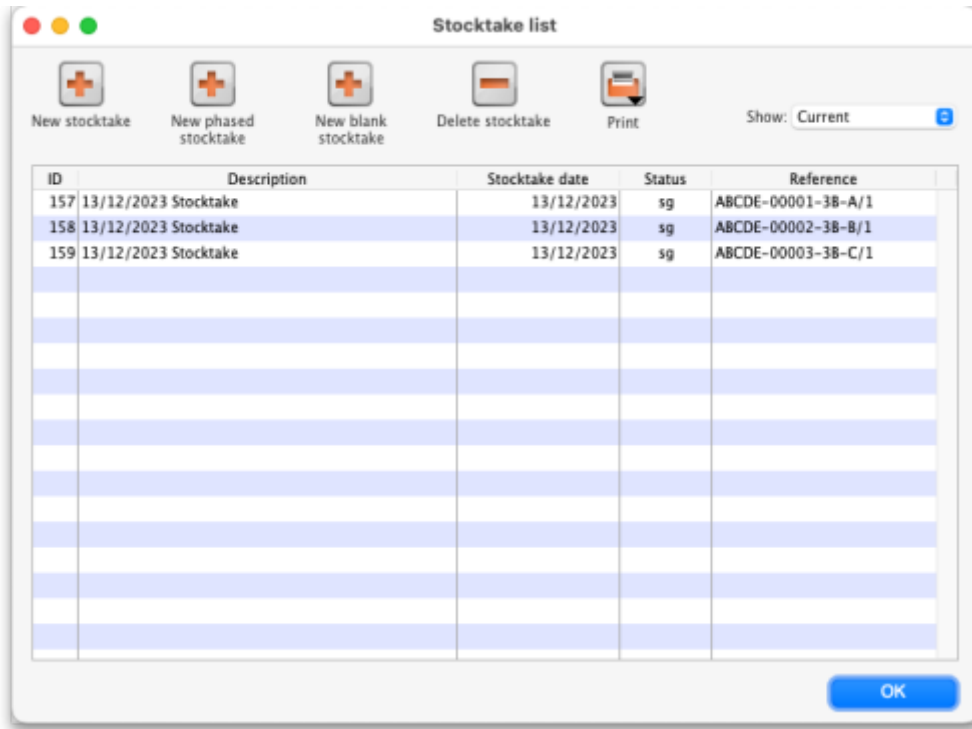 Stocktake list
New stocktake
New phased
stocktake
New blank
stocktake
Delete stocktake
Print
Show: Current
ID Description Stocktake date Status Reference
157 13/12/2023 Stocktake 13/12/2023 sg ABCDE-00001-3B-A/1
158 13/12/2023 Stocktake 13/12/2023 sg ABCDE-00002-3B-B/1
159 13/12/2023 Stocktake 13/12/2023 sg ABCDE-00003-3B-C/1
OK